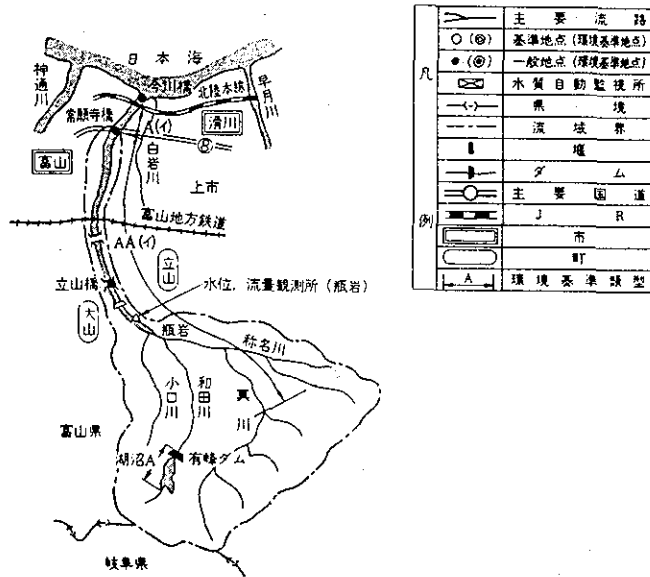 日本海
神通川
今川橋
北陸本線
早月川
常願寺橋
A(イ)
滑川
⑧
富山
白岩川
上市
富山地方鉄道
AA(イ)
立山
立山橋
水位,流量観測所(瓶岩)
大山
瓶岩
称名川
小口川
和田川
真川
富山県
湖沼A
有峰ダム
岐阜県
凡例
主要流路
基準地点(環境基準地点)
一般地点(環境基準地点)
水質自動監視所
県境
流域界
堰
ダム
主要国道
JR
市
町
A
環境基準類型